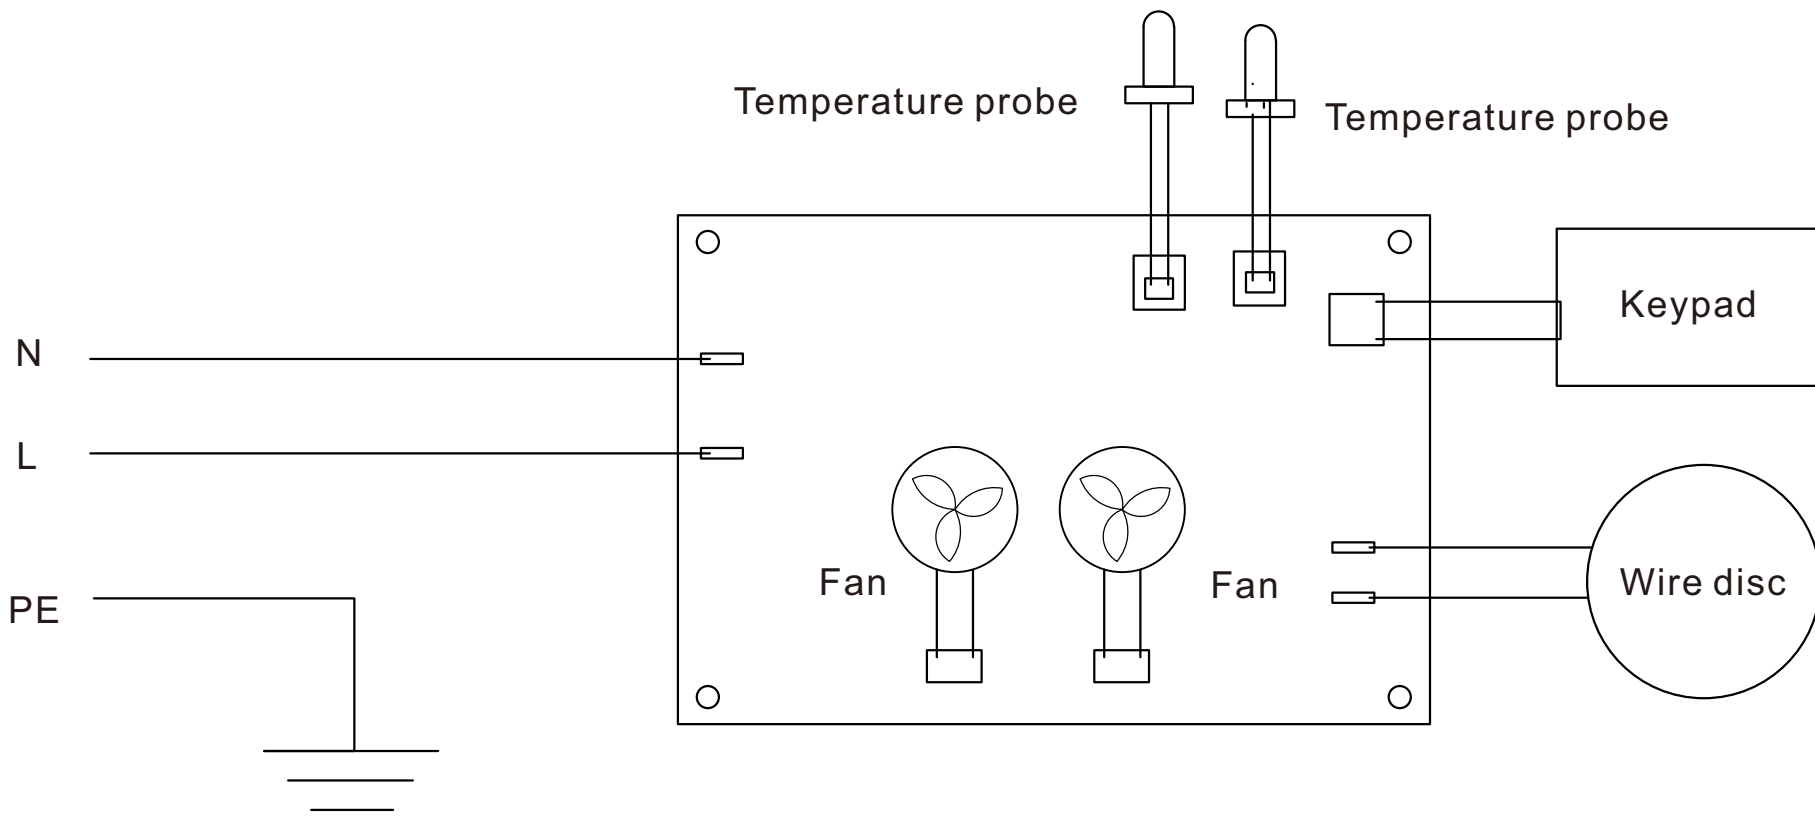 Temperature probe
Temperature probe
Keypad
N
L
Fan
Fan
Wire disc
PE